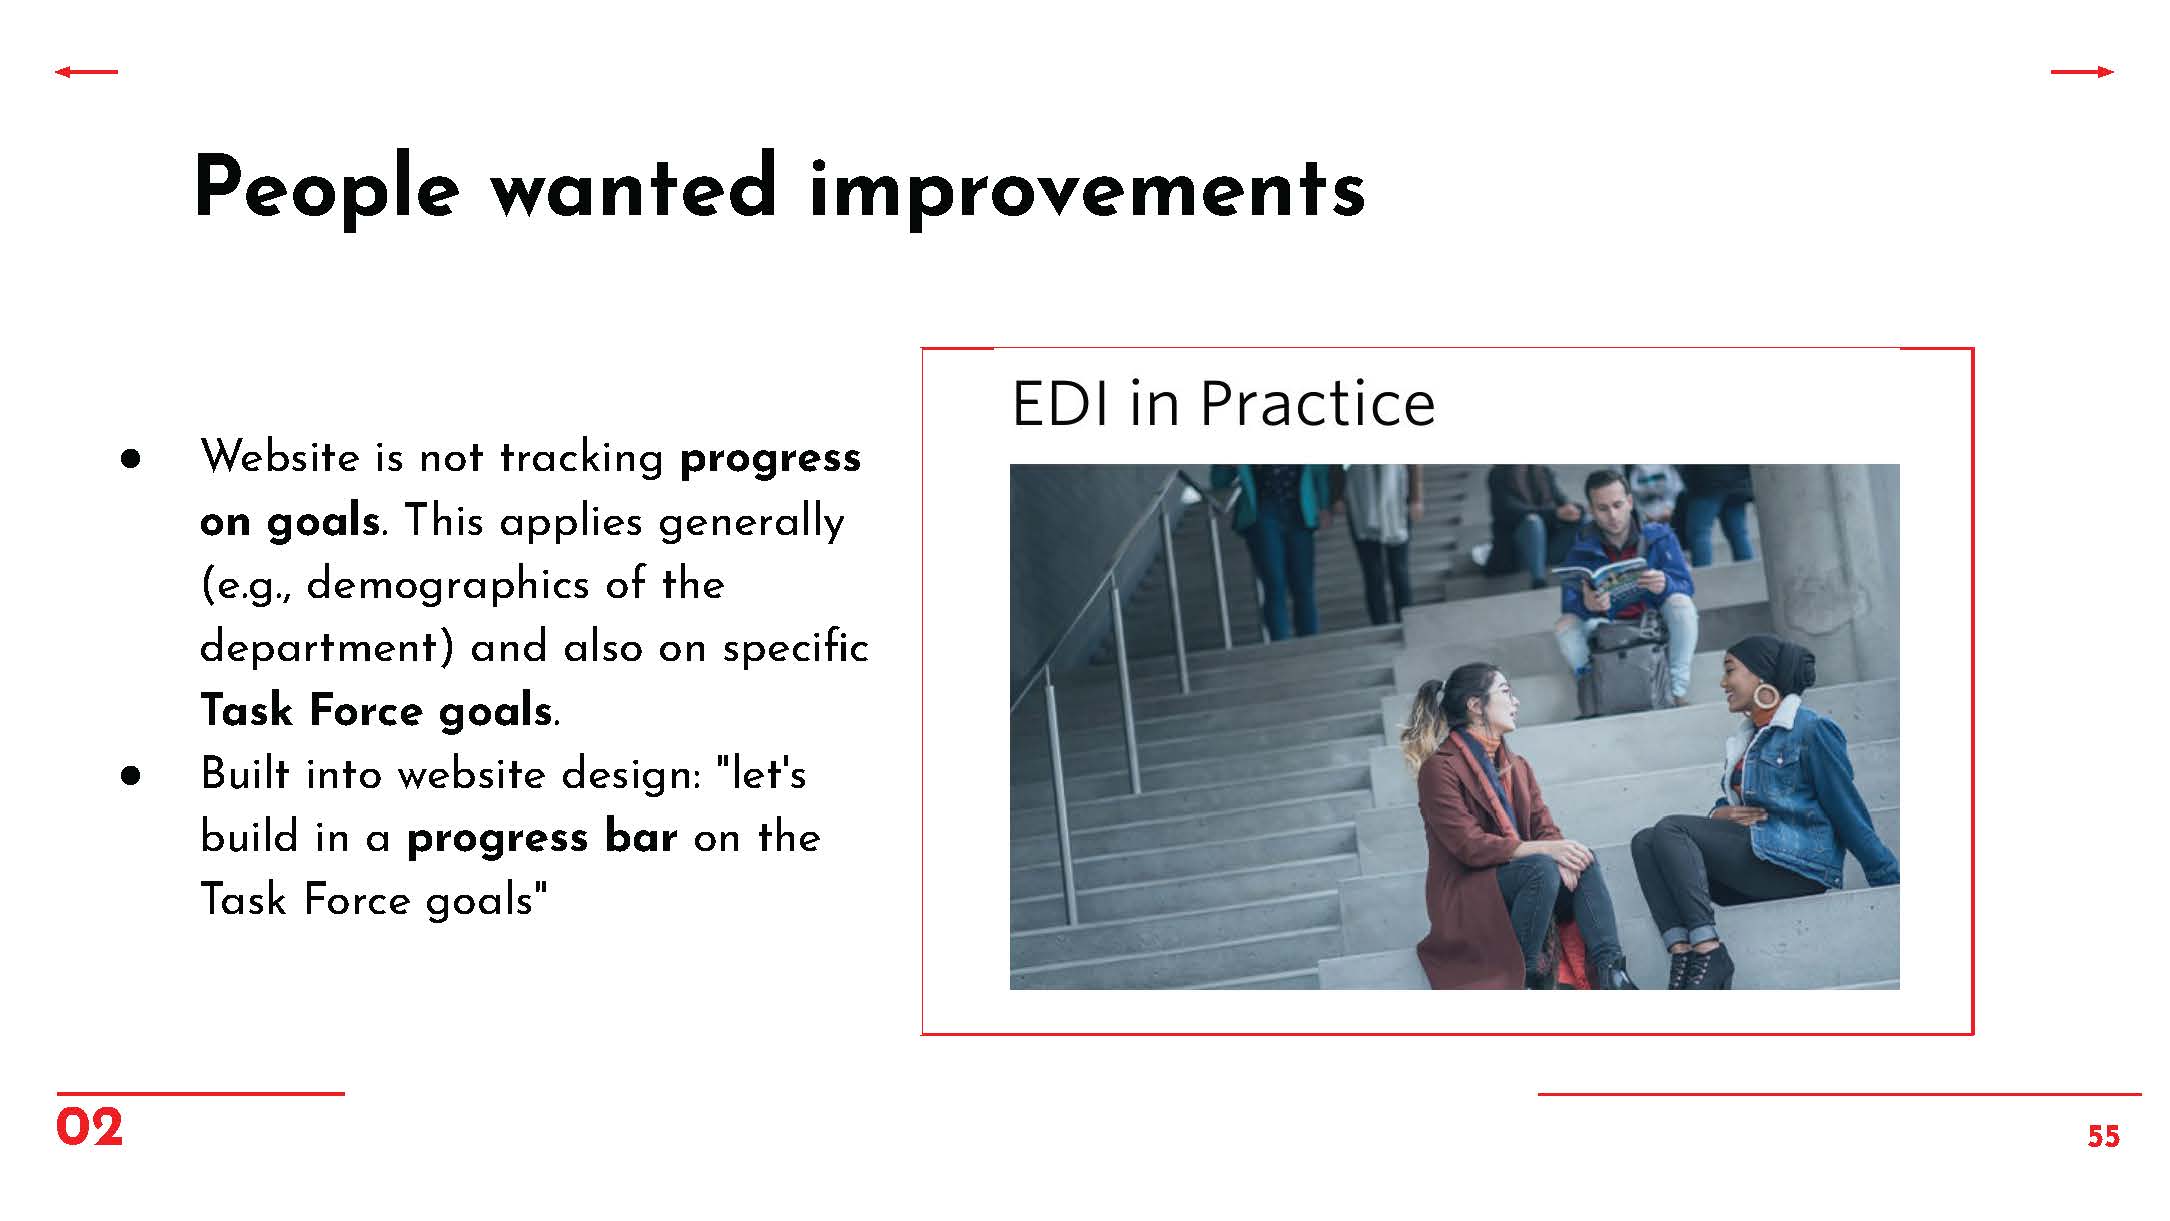 People wanted improvements
● Website is not tracking progress
on goals. This applies generally
(e.g., demographics of the
department) and also on specific
Task Force goals.
● Built into website design: "let's
build in a progress bar on the
Task Force goals"
EDI in Practice
02
55